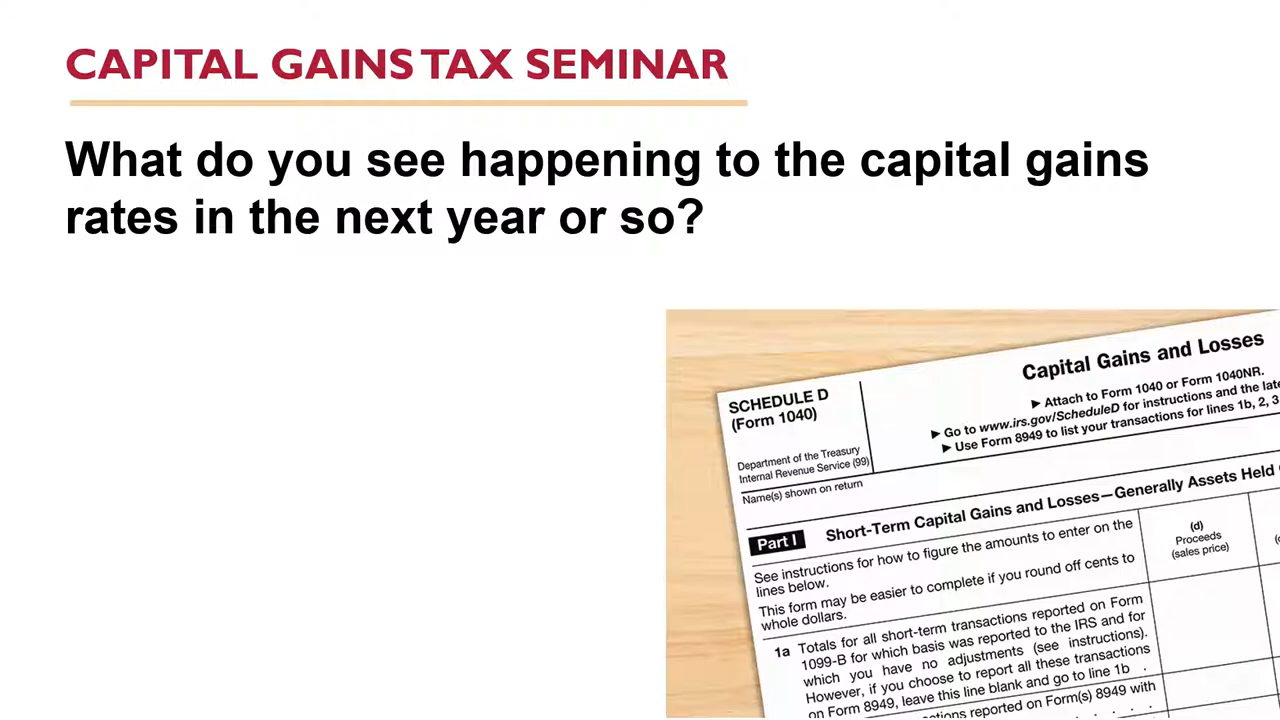 CAPITAL GAINS TAX SEMINAR
What do you see happening to the capital gains
rates in the next year or so?
Capital Gains and Losses
SCHEDULE D
(Form 1040)
► Attach to Form 1040 or Form 1040NR.
► Go to www.irs.gov/ScheduleD for instructions and the
► Use Form 8949 to list your transactions for lines 1b, 2, 3
Department of the Treasury
Internal Revenue Service (99)
Name(s) shown on return
Part I Short-Term Capital Gains and Losses—Generally Assets Held
See instructions for how to figure the amounts to enter on the
lines below.
This form may be easier to complete if you round off cents to
whole dollars.
(d)
Proceeds
(sales price)
1a Totals for all short-term transactions reported on Form
1099-B for which basis was reported to the IRS and for
which you have no adjustments (see instructions).
However, if you choose to report all these transactions
on Form 8949, leave this line blank and go to line 1b .
reported on Form(s) 8949 with